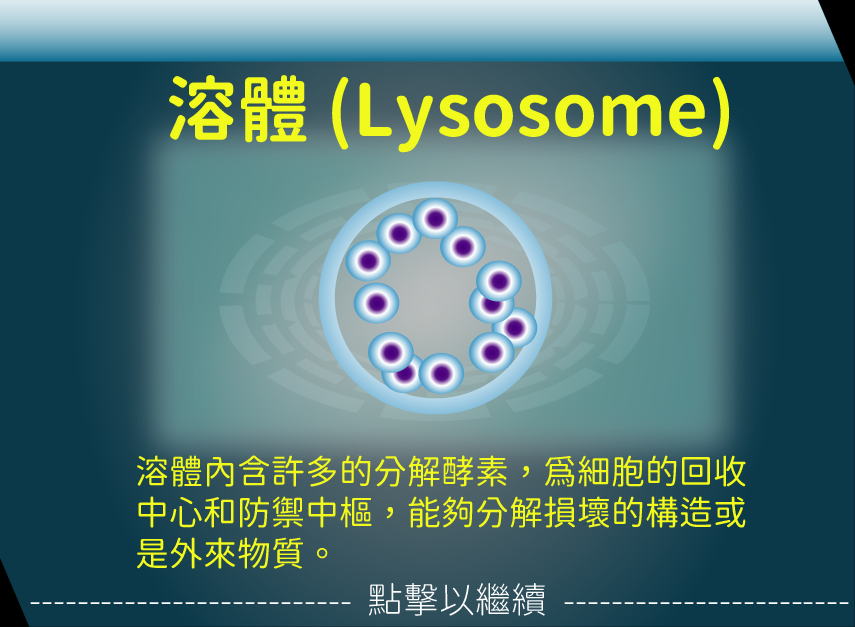 溶體 (Lysosome)
溶體內含許多的分解酵素，爲細胞的回收
中心和防禦中樞，能夠分解損壞的構造或
是外來物質。
點擊以繼續